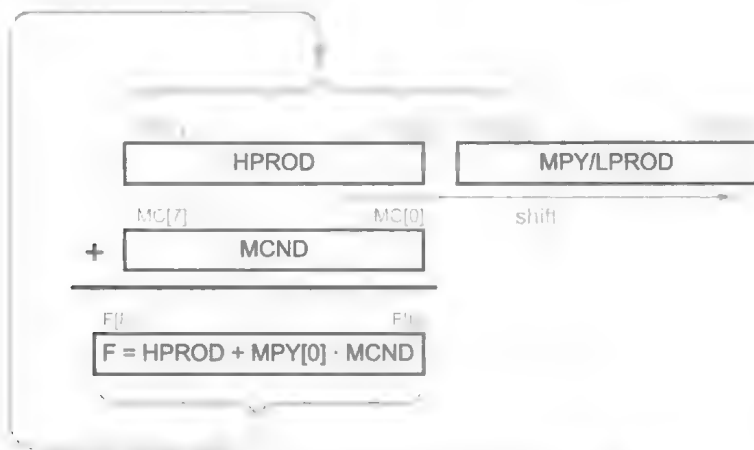 HPROD MPY/LPROD
MC[7] MC[0] shift
+ MCND
F = HPROD + MPY[0] · MCND